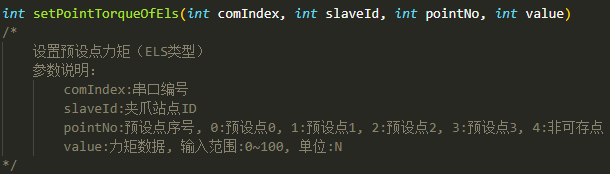 int setPointTorqueOfEls(int comIndex, int slaveId, int pointNo, int value)
/*
设置预设点力矩（ELS类型）
参数说明:
comIndex:串口编号
slaveId:夹爪站点ID
pointNo:预设点序号, 0:预设点0, 1:预设点1, 2:预设点2, 3:预设点3, 4:非可存点
value:力矩数据, 输入范围:0~100, 单位:N
*/